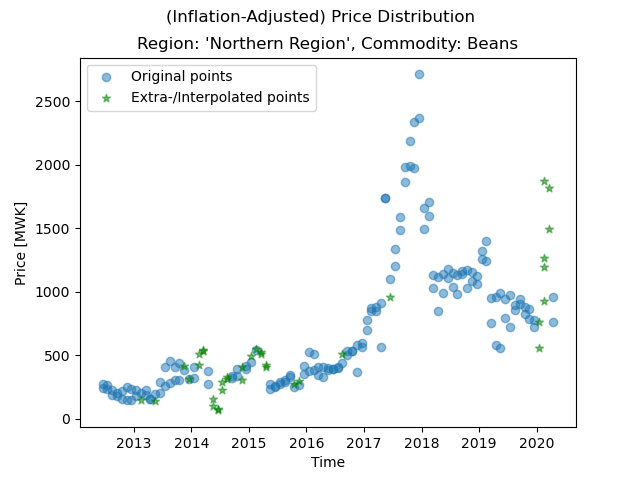 (Inflation-Adjusted) Price Distribution
Region: 'Northern Region', Commodity: Beans
Original points
Extra-/Interpolated points
Price [MWK]
2500
2000
1500
1000
500
0
2013 2014 2015 2016 2017 2018 2019 2020
Time